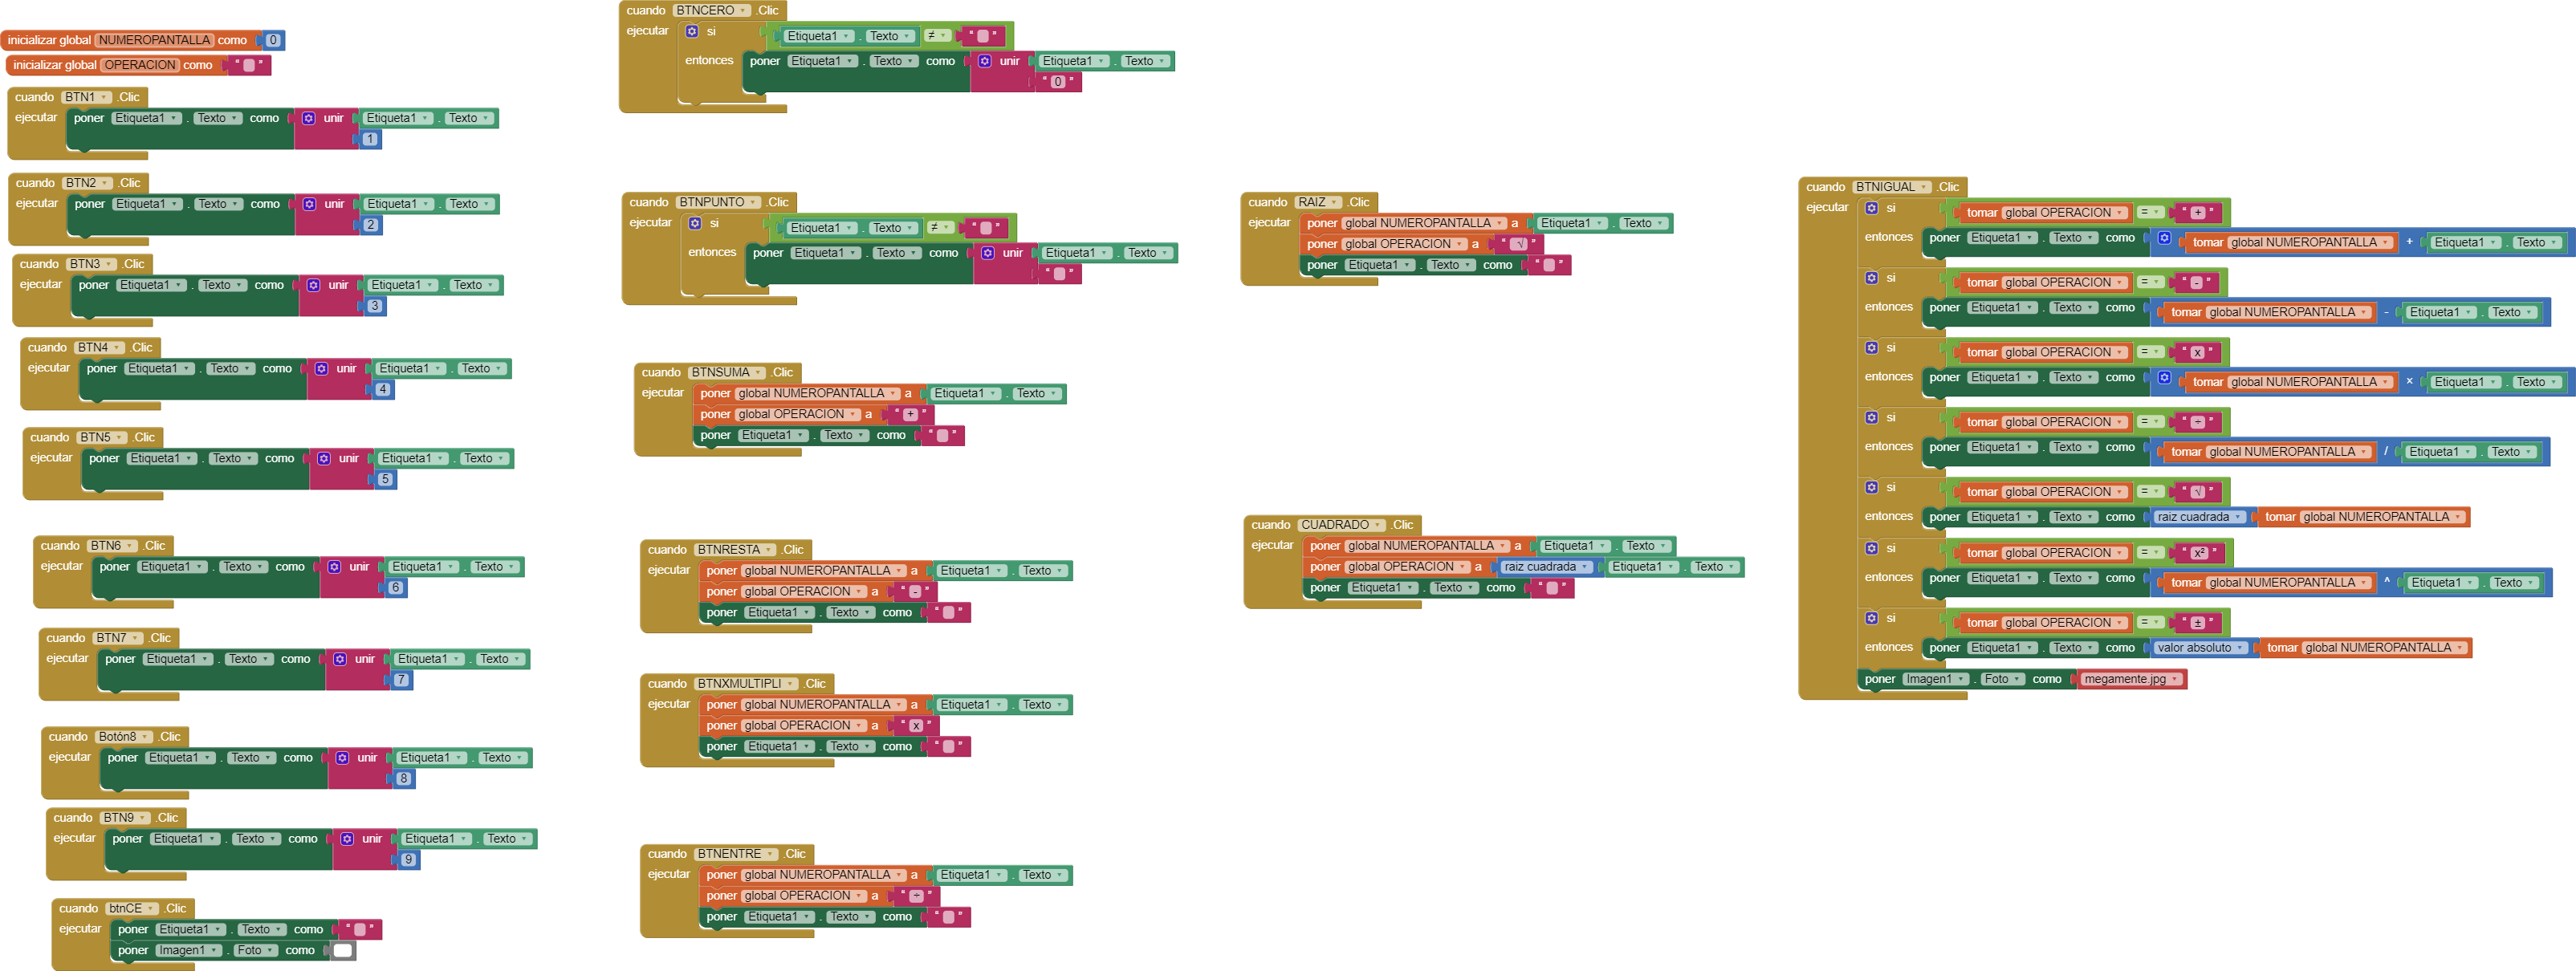 inicializar global NUMEROPANTALLA como 0
inicializar global OPERACION como “ ”
cuando BTN1 .Clic
ejecutar poner Etiqueta1 . Texto como unir Etiqueta1 . Texto
1
cuando BTN2 .Clic
ejecutar poner Etiqueta1 . Texto como unir Etiqueta1 . Texto
2
cuando BTN3 .Clic
ejecutar poner Etiqueta1 . Texto como unir Etiqueta1 . Texto
3
cuando BTN4 .Clic
ejecutar poner Etiqueta1 . Texto como unir Etiqueta1 . Texto
4
cuando BTN5 .Clic
ejecutar poner Etiqueta1 . Texto como unir Etiqueta1 . Texto
5
cuando BTN6 .Clic
ejecutar poner Etiqueta1 . Texto como unir Etiqueta1 . Texto
6
cuando BTN7 .Clic
ejecutar poner Etiqueta1 . Texto como unir Etiqueta1 . Texto
7
cuando Botón8 .Clic
ejecutar poner Etiqueta1 . Texto como unir Etiqueta1 . Texto
8
cuando BTN9 .Clic
ejecutar poner Etiqueta1 . Texto como unir Etiqueta1 . Texto
9
cuando btnCE .Clic
ejecutar poner Etiqueta1 . Texto como “ ”
poner Imagen1 . Foto como
cuando BTNCERO .Clic
ejecutar si Etiqueta1 . Texto ≠ “ ”
entonces poner Etiqueta1 . Texto como unir Etiqueta1 . Texto
“ 0 ”
cuando BTNPUNTO .Clic
ejecutar si Etiqueta1 . Texto ≠ “ ”
entonces poner Etiqueta1 . Texto como unir Etiqueta1 . Texto
“ ”
cuando BTNSUMA .Clic
ejecutar poner global NUMEROPANTALLA a Etiqueta1 . Texto
poner global OPERACION a “ + ”
poner Etiqueta1 . Texto como “ ”
cuando BTNRESTA .Clic
ejecutar poner global NUMEROPANTALLA a Etiqueta1 . Texto
poner global OPERACION a “ - ”
poner Etiqueta1 . Texto como “ ”
cuando BTNXMULTIPLI .Clic
ejecutar poner global NUMEROPANTALLA a Etiqueta1 . Texto
poner global OPERACION a “ x ”
poner Etiqueta1 . Texto como “ ”
cuando BTNENTRE .Clic
ejecutar poner global NUMEROPANTALLA a Etiqueta1 . Texto
poner global OPERACION a “ ÷ ”
poner Etiqueta1 . Texto como “ ”
cuando RAIZ .Clic
ejecutar poner global NUMEROPANTALLA a Etiqueta1 . Texto
poner global OPERACION a “ √ ”
poner Etiqueta1 . Texto como “ ”
cuando CUADRADO .Clic
ejecutar poner global NUMEROPANTALLA a Etiqueta1 . Texto
poner global OPERACION a raiz cuadrada Etiqueta1 . Texto
poner Etiqueta1 . Texto como “ ”
cuando BTNIGUAL .Clic
ejecutar si tomar global OPERACION = “ + ”
entonces poner Etiqueta1 . Texto como tomar global NUMEROPANTALLA + Etiqueta1 . Texto
si tomar global OPERACION = “ - ”
entonces poner Etiqueta1 . Texto como tomar global NUMEROPANTALLA - Etiqueta1 . Texto
si tomar global OPERACION = “ x ”
entonces poner Etiqueta1 . Texto como tomar global NUMEROPANTALLA × Etiqueta1 . Texto
si tomar global OPERACION = “ ÷ ”
entonces poner Etiqueta1 . Texto como tomar global NUMEROPANTALLA / Etiqueta1 . Texto
si tomar global OPERACION = “ √ ”
entonces poner Etiqueta1 . Texto como raiz cuadrada tomar global NUMEROPANTALLA
si tomar global OPERACION = “ x² ”
entonces poner Etiqueta1 . Texto como tomar global NUMEROPANTALLA ^ Etiqueta1 . Texto
si tomar global OPERACION = “ ± ”
entonces poner Etiqueta1 . Texto como valor absoluto tomar global NUMEROPANTALLA
poner Imagen1 . Foto como megamente.jpg